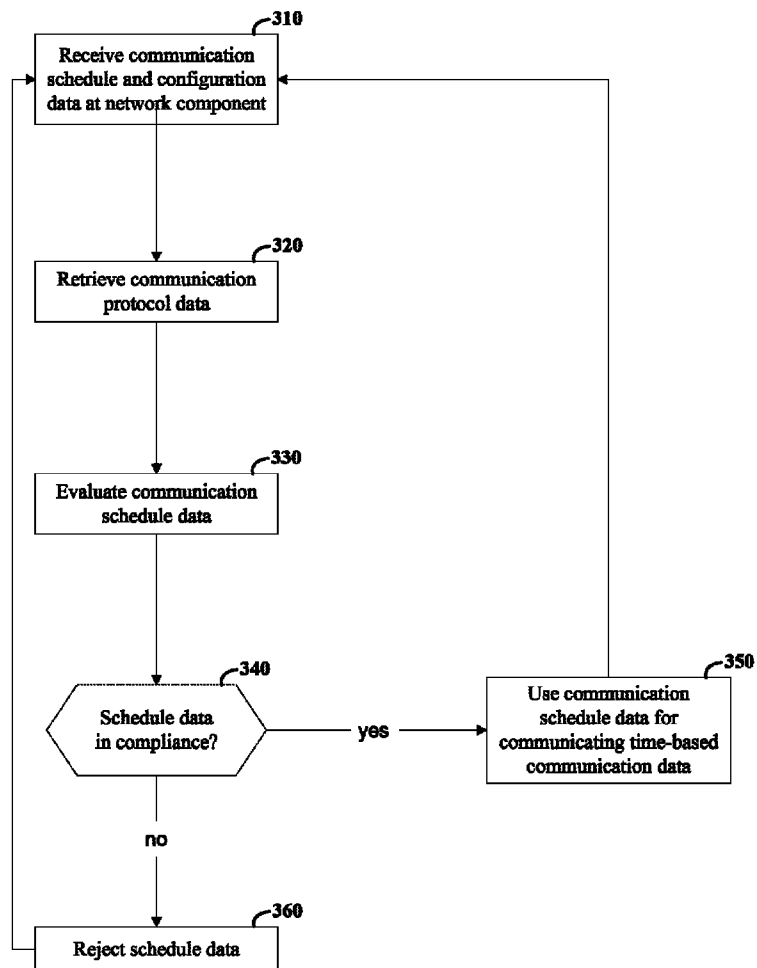 310
Receive communication
schedule and configuration
data at network component
320
Retrieve communication
protocol data
330
Evaluate communication
schedule data
340
Schedule data
in compliance?
yes
350
Use communication
schedule data for
communicating time-based
communication data
no
360
Reject schedule data